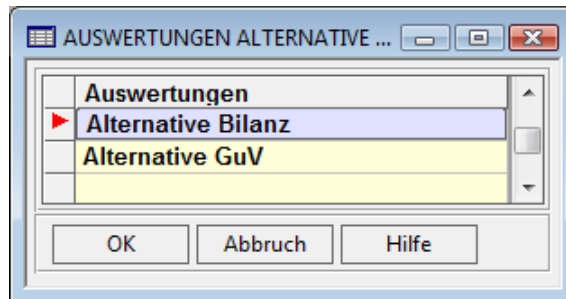 AUSWERTUNGEN ALTERNATIVE ...
Auswertungen
Alternative Bilanz
Alternative GuV
OK Abbruch Hilfe